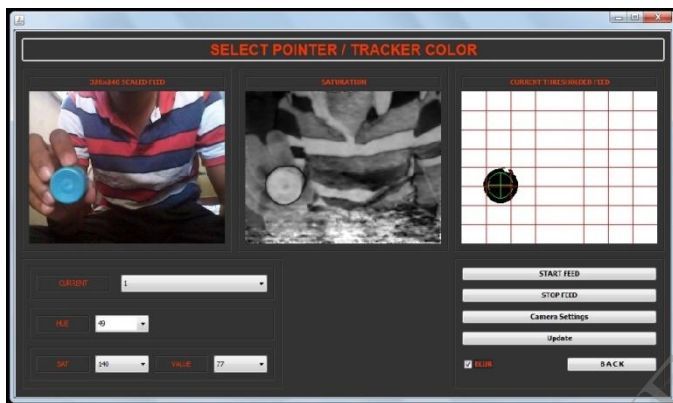 SELECT POINTER / TRACKER COLOR
320x240 SCALED FEED
SATURATION
CURRENT THRESHOLDED FEED
CURRENT 1
HUE 49
SAT 140 VALUE 77
START FEED
STOP FEED
Camera Settings
Update
BLUR BACK